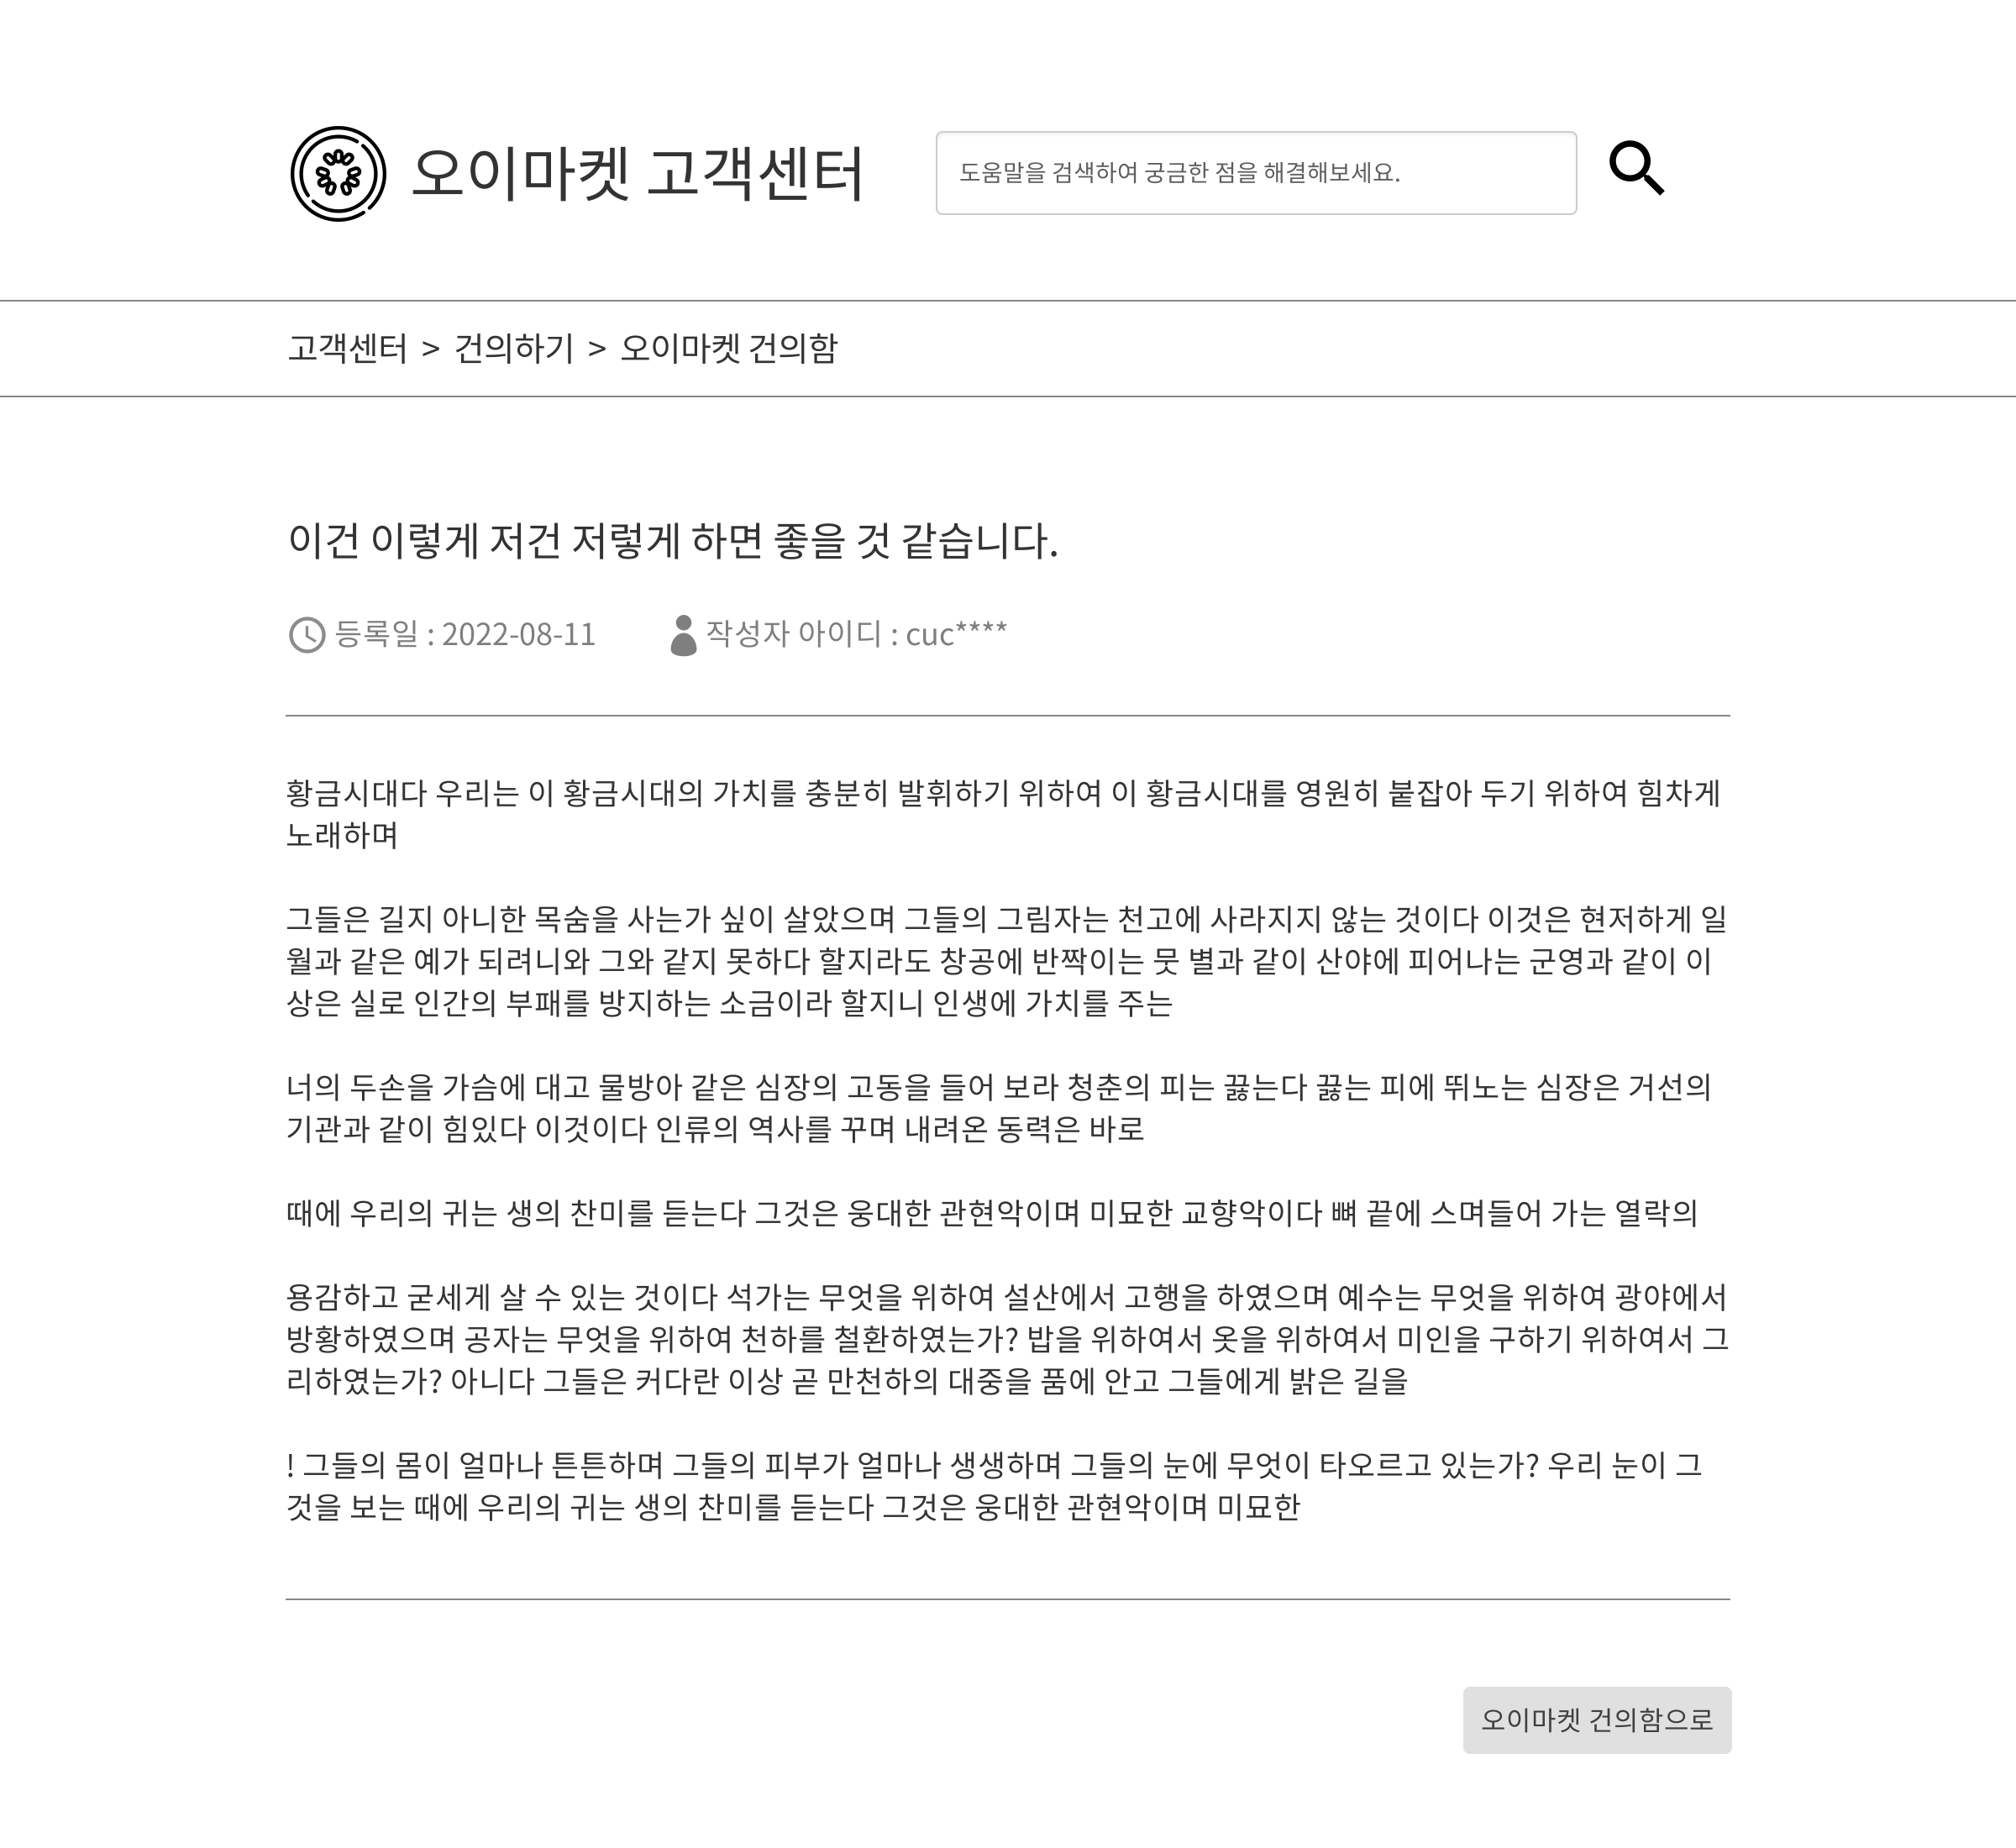 오이마켓 고객센터
도움말을 검색하여 궁금한 점을 해결해보세요.
고객센터 > 건의하기 > 오이마켓 건의함
이건 이렇게 저건 저렇게 하면 좋을 것 같습니다.
등록일 : 2022-08-11 작성자 아이디 : cuc****
황금시대다 우리는 이 황금시대의 가치를 충분히 발휘하기 위하여 이 황금시대를 영원히 붙잡아 두기 위하여 힘차게
노래하며
그들은 길지 아니한 목숨을 사는가 싶이 살았으며 그들의 그림자는 천고에 사라지지 않는 것이다 이것은 현저하게 일
월과 같은 예가 되려니와 그와 같지 못하다 할지라도 창공에 반짝이는 뭇 별과 같이 산야에 피어나는 군영과 같이 이
상은 실로 인간의 부패를 방지하는 소금이라 할지니 인생에 가치를 주는
너의 두손을 가슴에 대고 물방아 같은 심장의 고동을 들어 보라 청춘의 피는 끓는다 끓는 피에 뛰노는 심장은 거선의
기관과 같이 힘있다 이것이다 인류의 역사를 꾸며 내려온 동력은 바로
때에 우리의 귀는 생의 찬미를 듣는다 그것은 웅대한 관현악이며 미묘한 교향악이다 뼈 끝에 스며들어 가는 열락의
용감하고 굳세게 살 수 있는 것이다 석가는 무엇을 위하여 설산에서 고행을 하였으며 예수는 무엇을 위하여 광야에서
방황하였으며 공자는 무엇을 위하여 천하를 철환하였는가? 밥을 위하여서 옷을 위하여서 미인을 구하기 위하여서 그
리하였는가? 아니다 그들은 커다란 이상 곧 만천하의 대중을 품에 안고 그들에게 밝은 길을
! 그들의 몸이 얼마나 튼튼하며 그들의 피부가 얼마나 생생하며 그들의 눈에 무엇이 타오르고 있는가? 우리 눈이 그
것을 보는 때에 우리의 귀는 생의 찬미를 듣는다 그것은 웅대한 관현악이며 미묘한
오이마켓 건의함으로